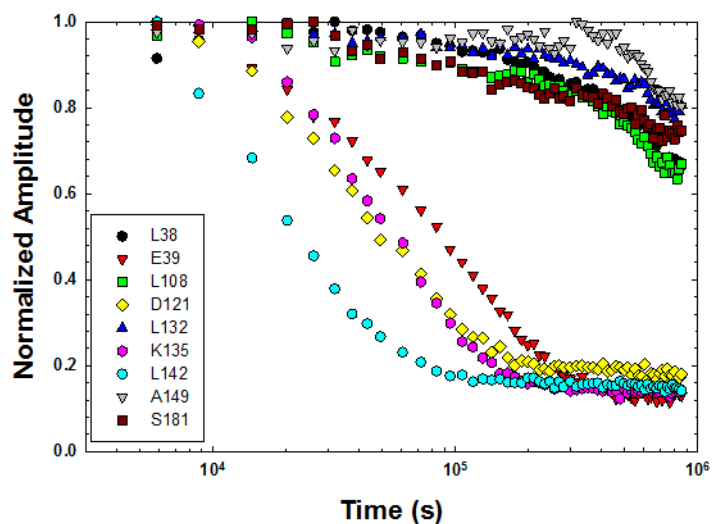 Normalized Amplitude
1.0
0.8
0.6
0.4
0.2
0.0
L38
E39
L108
D121
L132
K135
L142
A149
S181
10⁴ 10⁵ 10⁶
Time (s)